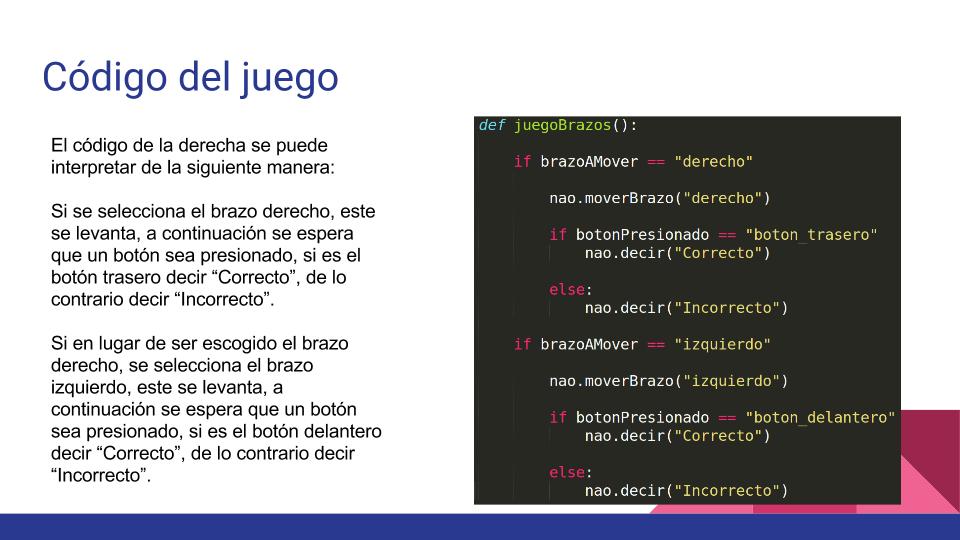 Código del juego
El código de la derecha se puede
interpretar de la siguiente manera:
Si se selecciona el brazo derecho, este
se levanta, a continuación se espera
que un botón sea presionado, si es el
botón trasero decir “Correcto”, de lo
contrario decir “Incorrecto”.
Si en lugar de ser escogido el brazo
derecho, se selecciona el brazo
izquierdo, este se levanta, a
continuación se espera que un botón
sea presionado, si es el botón delantero
decir “Correcto”, de lo contrario decir
“Incorrecto”.
def juegoBrazos():
if brazoAMover == "derecho"
nao.moverBrazo("derecho")
if botonPresionado == "boton_trasero"
nao.decir("Correcto")
else:
nao.decir("Incorrecto")
if brazoAMover == "izquierdo"
nao.moverBrazo("izquierdo")
if botonPresionado == "boton_delantero"
nao.decir("Correcto")
else:
nao.decir("Incorrecto")